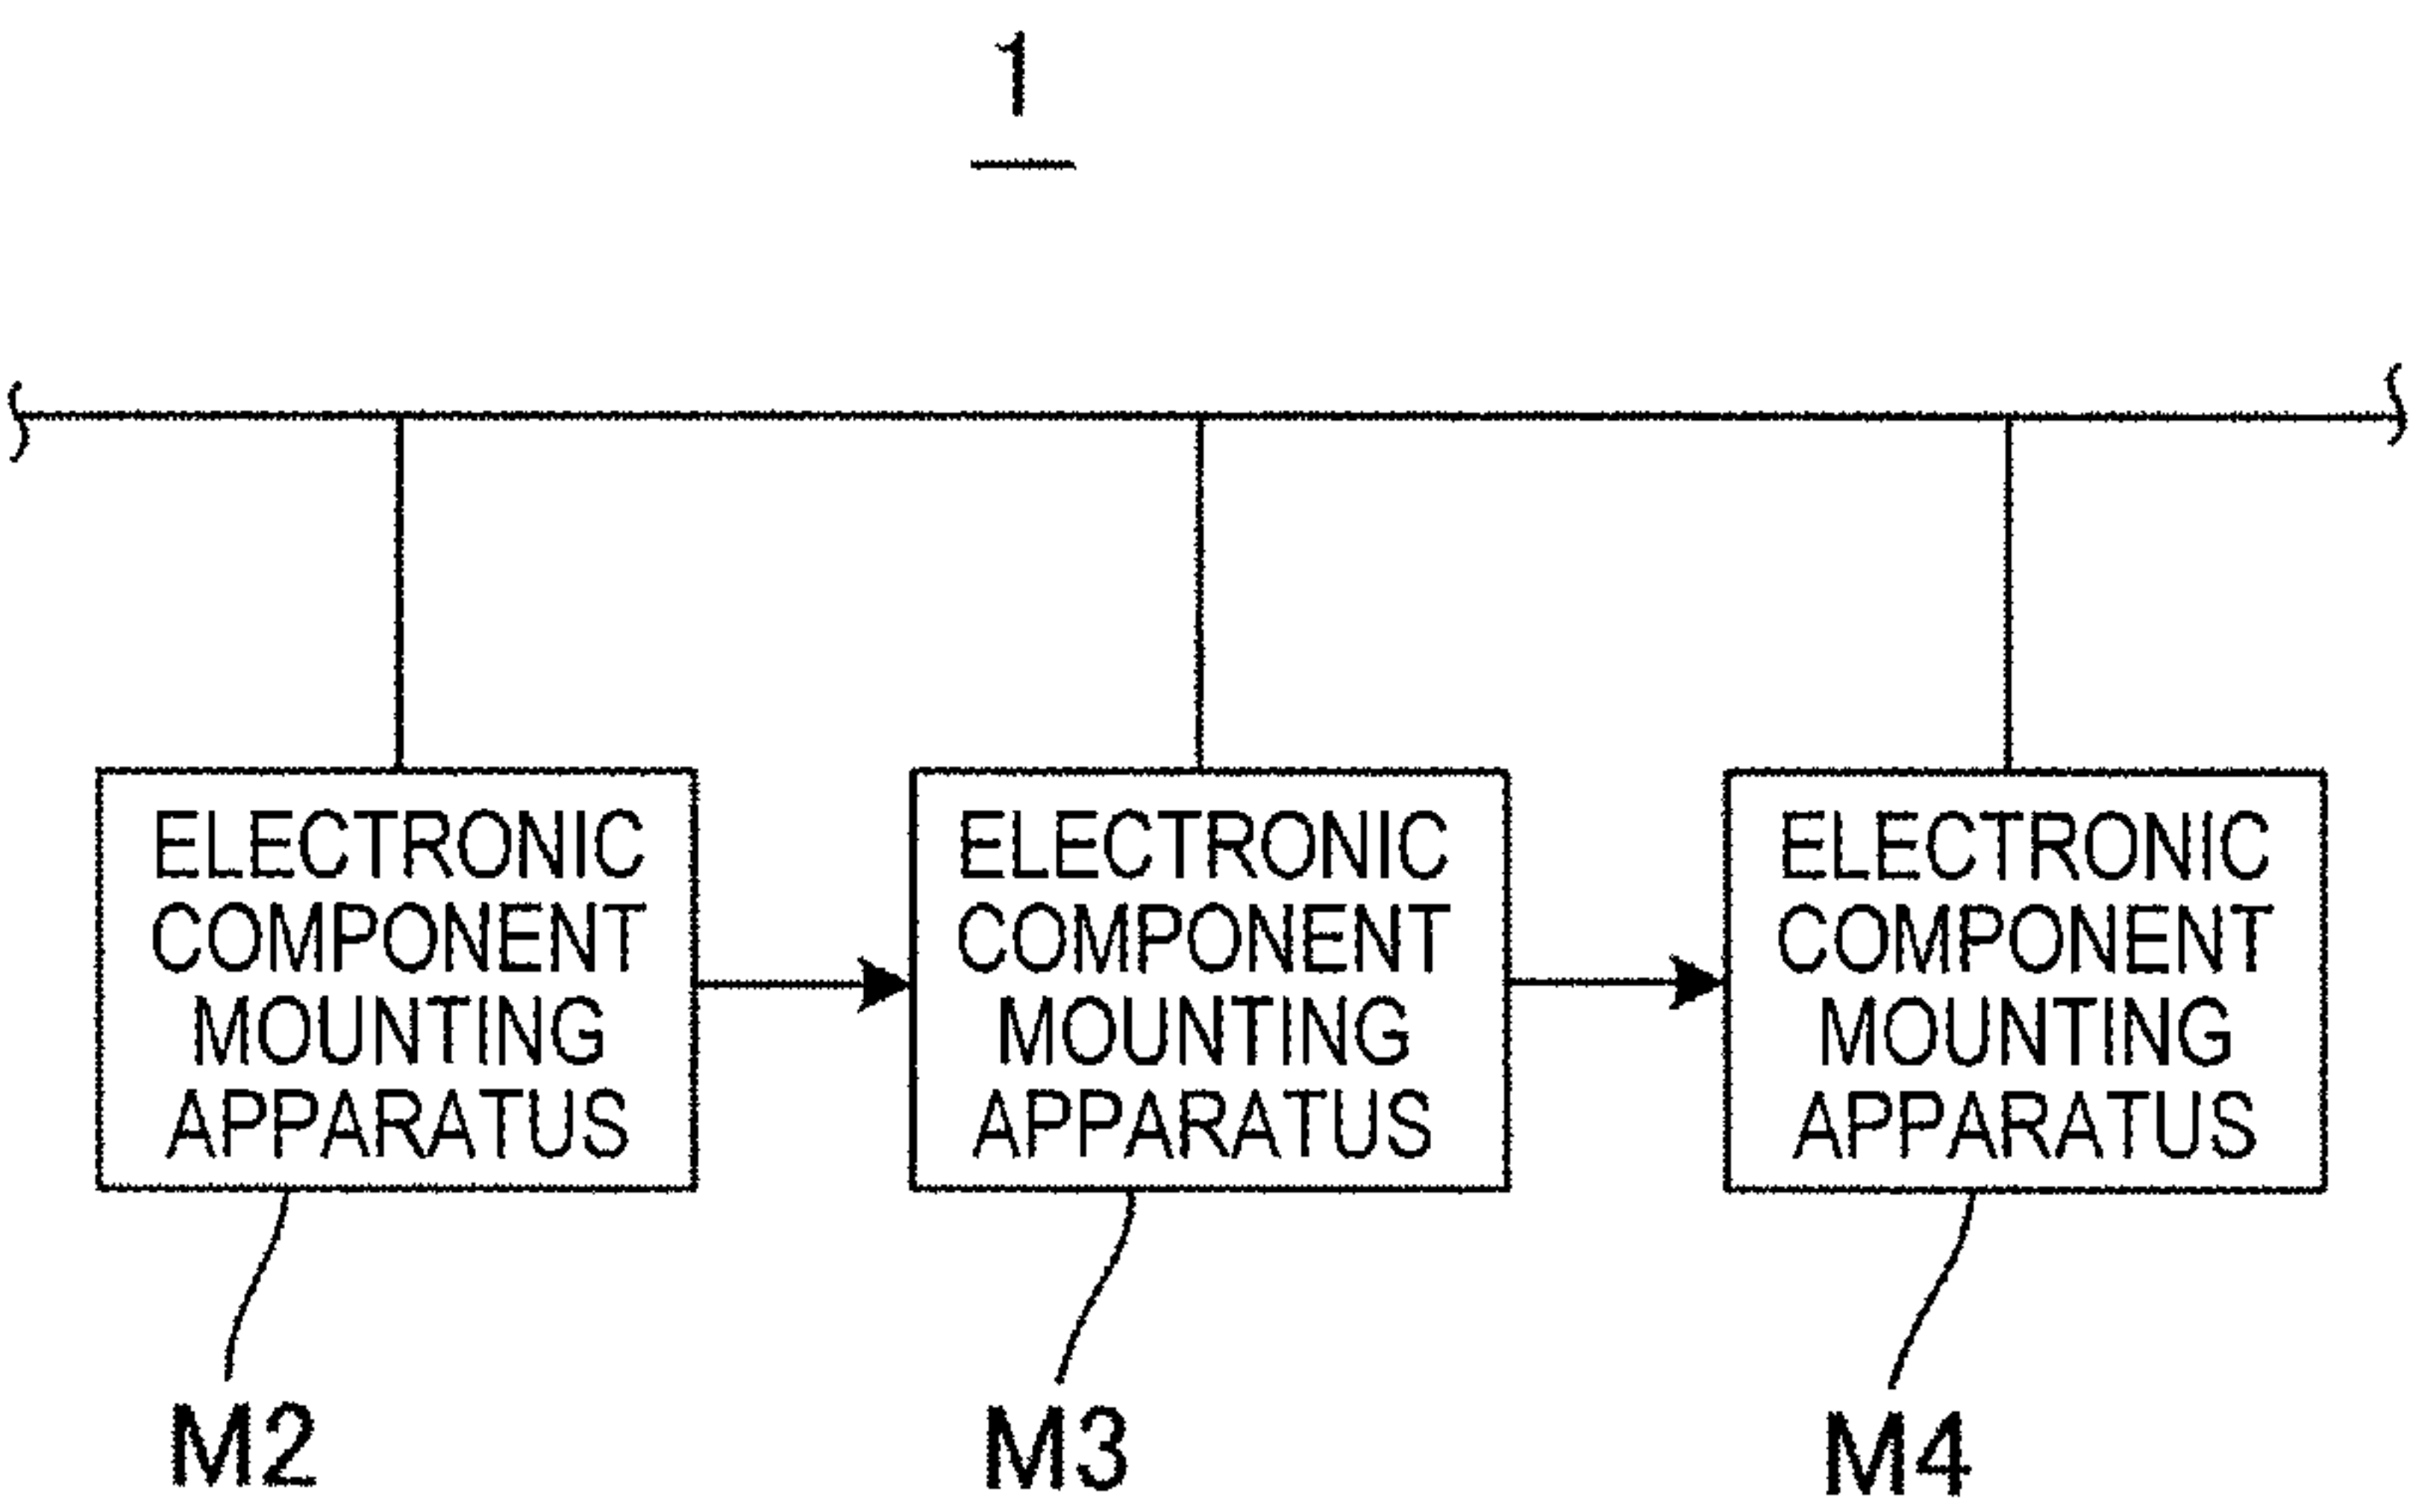 1
ELECTRONIC
COMPONENT
MOUNTING
APPARATUS
ELECTRONIC
COMPONENT
MOUNTING
APPARATUS
ELECTRONIC
COMPONENT
MOUNTING
APPARATUS
M2
M3
M4